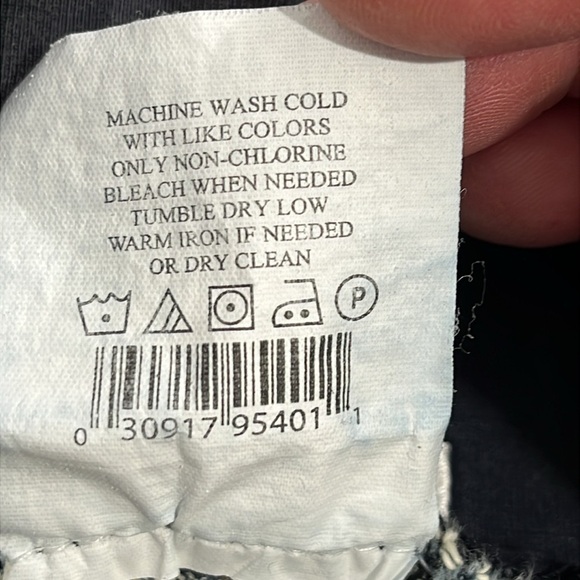 MACHINE WASH COLD
WITH LIKE COLORS
ONLY NON-CHLORINE
BLEACH WHEN NEEDED
TUMBLE DRY LOW
WARM IRON IF NEEDED
OR DRY CLEAN
P
0 30917 95401 1